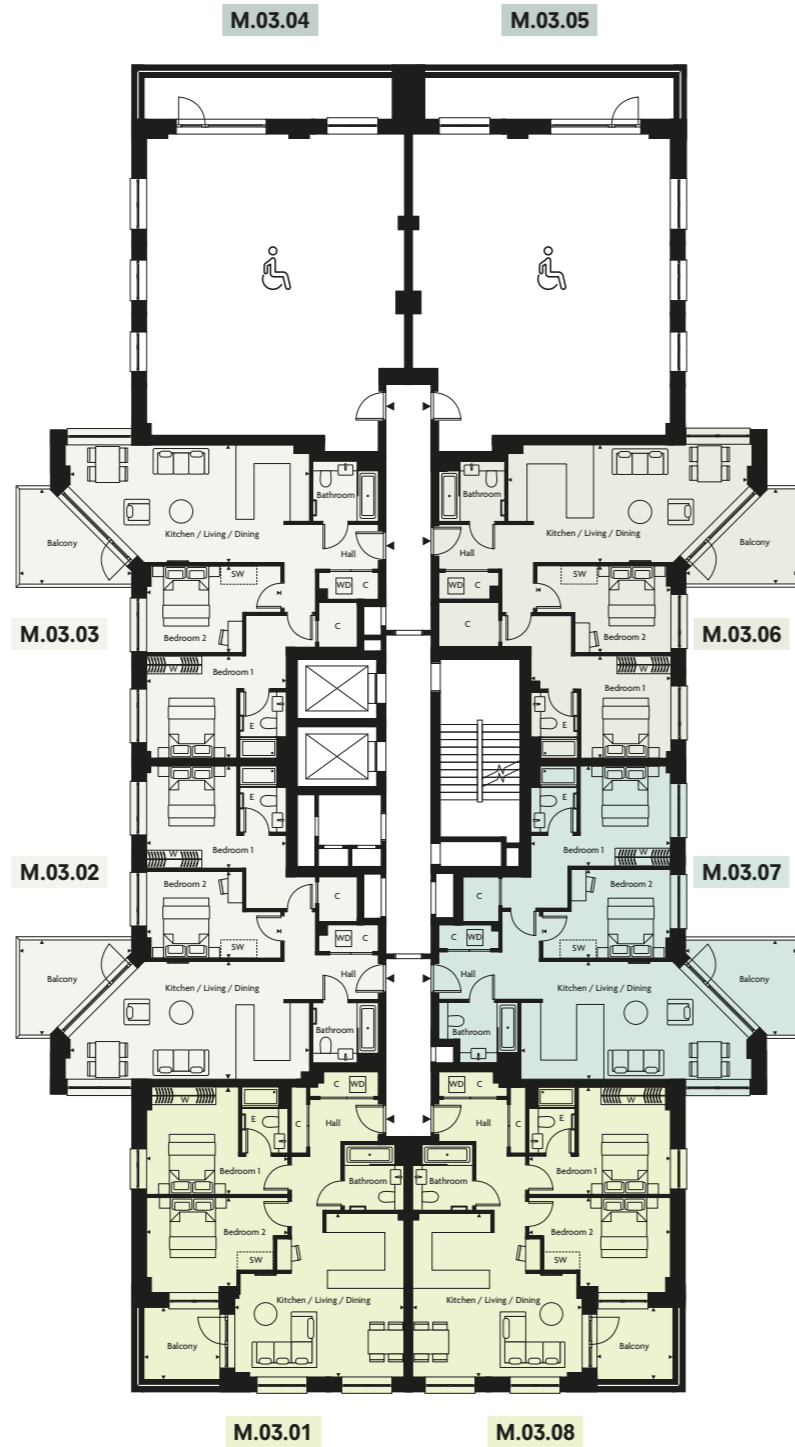 M.03.04
M.03.05
Bathroom
Bathroom
Kitchen / Living / Dining
Kitchen / Living / Dining
Balcony
Balcony
Hall
Hall
SW
WD
C
WD
C
SW
M.03.03
Bedroom 2
C
C
Bedroom 2
M.03.06
W
Bedroom 1
Bedroom 1
W
E
E
E
E
W
Bedroom 1
Bedroom 1
W
M.03.02
Bedroom 2
C
C
Bedroom 2
M.03.07
SW
WD
C
C
WD
SW
Balcony
Kitchen / Living / Dining
Hall
Hall
Kitchen / Living / Dining
Balcony
Bathroom
Bathroom
C
WD
WD
C
W
W
E
C
Hall
Hall
C
E
Bedroom 1
Bathroom
Bathroom
Bedroom 1
Bedroom 2
Bedroom 2
SW
SW
Kitchen / Living / Dining
Kitchen / Living / Dining
Balcony
Balcony
M.03.01
M.03.08